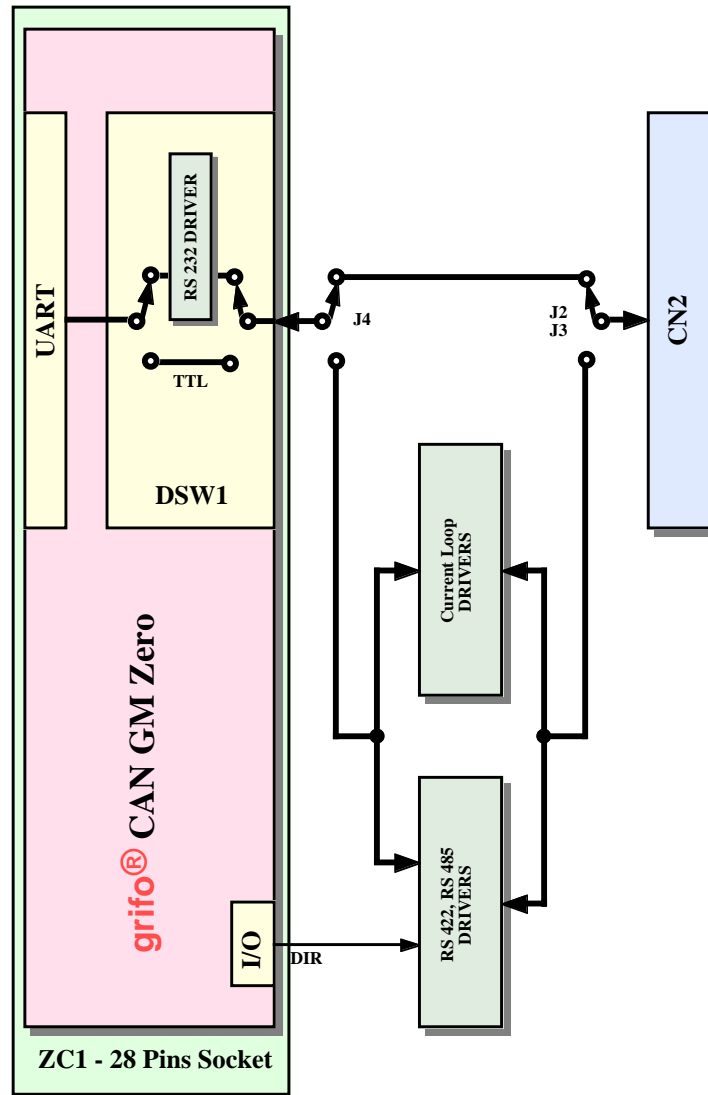 RS 232 DRIVER
UART
TTL
DSW1
J4
J2
J3
CN2
Current Loop
DRIVERS
grifo® CAN GM Zero
RS 422, RS 485
DRIVERS
I/O
DIR
ZC1 - 28 Pins Socket